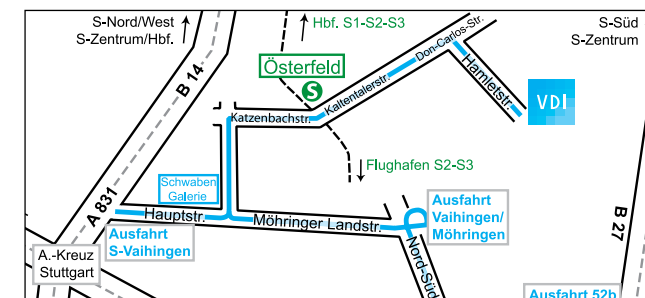 S-Nord/West
S-Zentrum/Hbf.
Hbf. S1-S2-S3
S-Süd
S-Zentrum
Don-Carlos-Str.
B 14
Österfeld
S
Kaltentalerstr.
Hamletstr.
VDI
Katzenbachstr.
Flughafen S2-S3
Schwaben
Galerie
A 831
Hauptstr.
Möhringer Landstr.
Ausfahrt
Vaihingen/
Möhringen
B 27
Ausfahrt
S-Vaihingen
A.-Kreuz
Stuttgart
Nord-Süd
Ausfahrt 52b